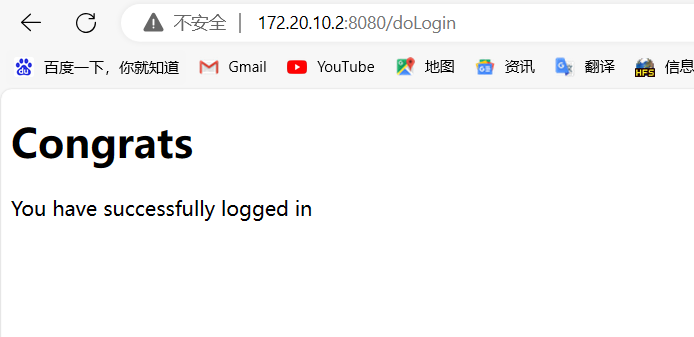 不安全 | 172.20.10.2:8080/doLogin
百度一下，你就知道 Gmail YouTube 地图 资讯 翻译 HFS 信息
Congrats
You have successfully logged in